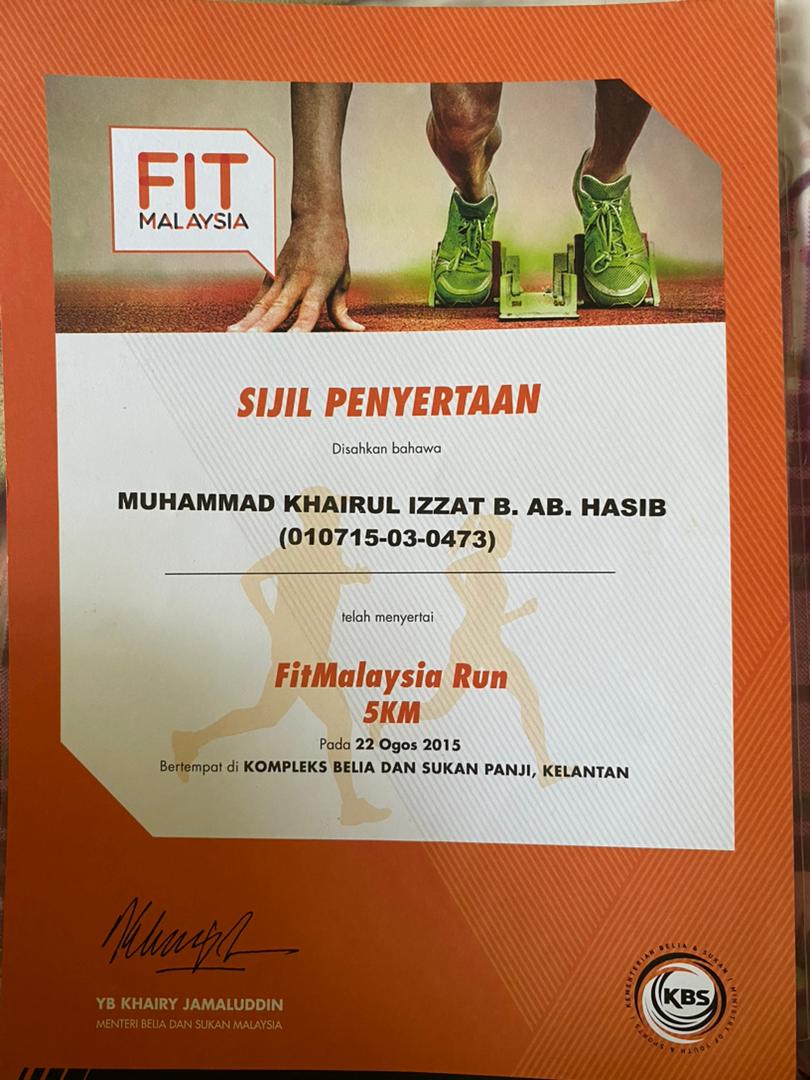 FIT
MALAYSIA
SIJIL PENYERTAAN
Disahkan bahawa
MUHAMMAD KHAIRUL IZZAT B. AB. HASIB
(010715-03-0473)
telah menyertai
FitMalaysia Run
5KM
Pada 22 Ogos 2015
Bertempat di KOMPLEKS BELIA DAN SUKAN PANJI, KELANTAN
YB KHAIRY JAMALUDDIN
MENTERI BELIA DAN SUKAN MALAYSIA
KEMENTERIAN BELIA & SUKAN | MINISTRY OF YOUTH & SPORTS |
KBS